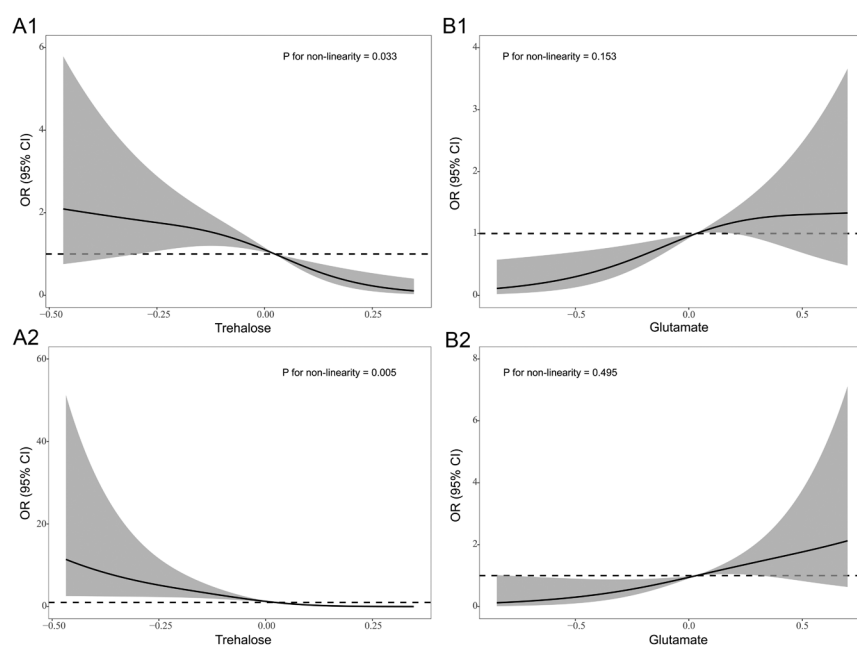 A1
P for non-linearity = 0.033
OR (95% CI)
6
4
2
0
−0.50
−0.25
0.00
0.25
Trehalose
B1
P for non-linearity = 0.153
OR (95% CI)
4
3
2
1
0
−0.5
0.0
0.5
Glutamate
A2
P for non-linearity = 0.005
OR (95% CI)
60
40
20
0
−0.50
−0.25
0.00
0.25
Trehalose
B2
P for non-linearity = 0.495
OR (95% CI)
8
6
4
2
0
−0.5
0.0
0.5
Glutamate